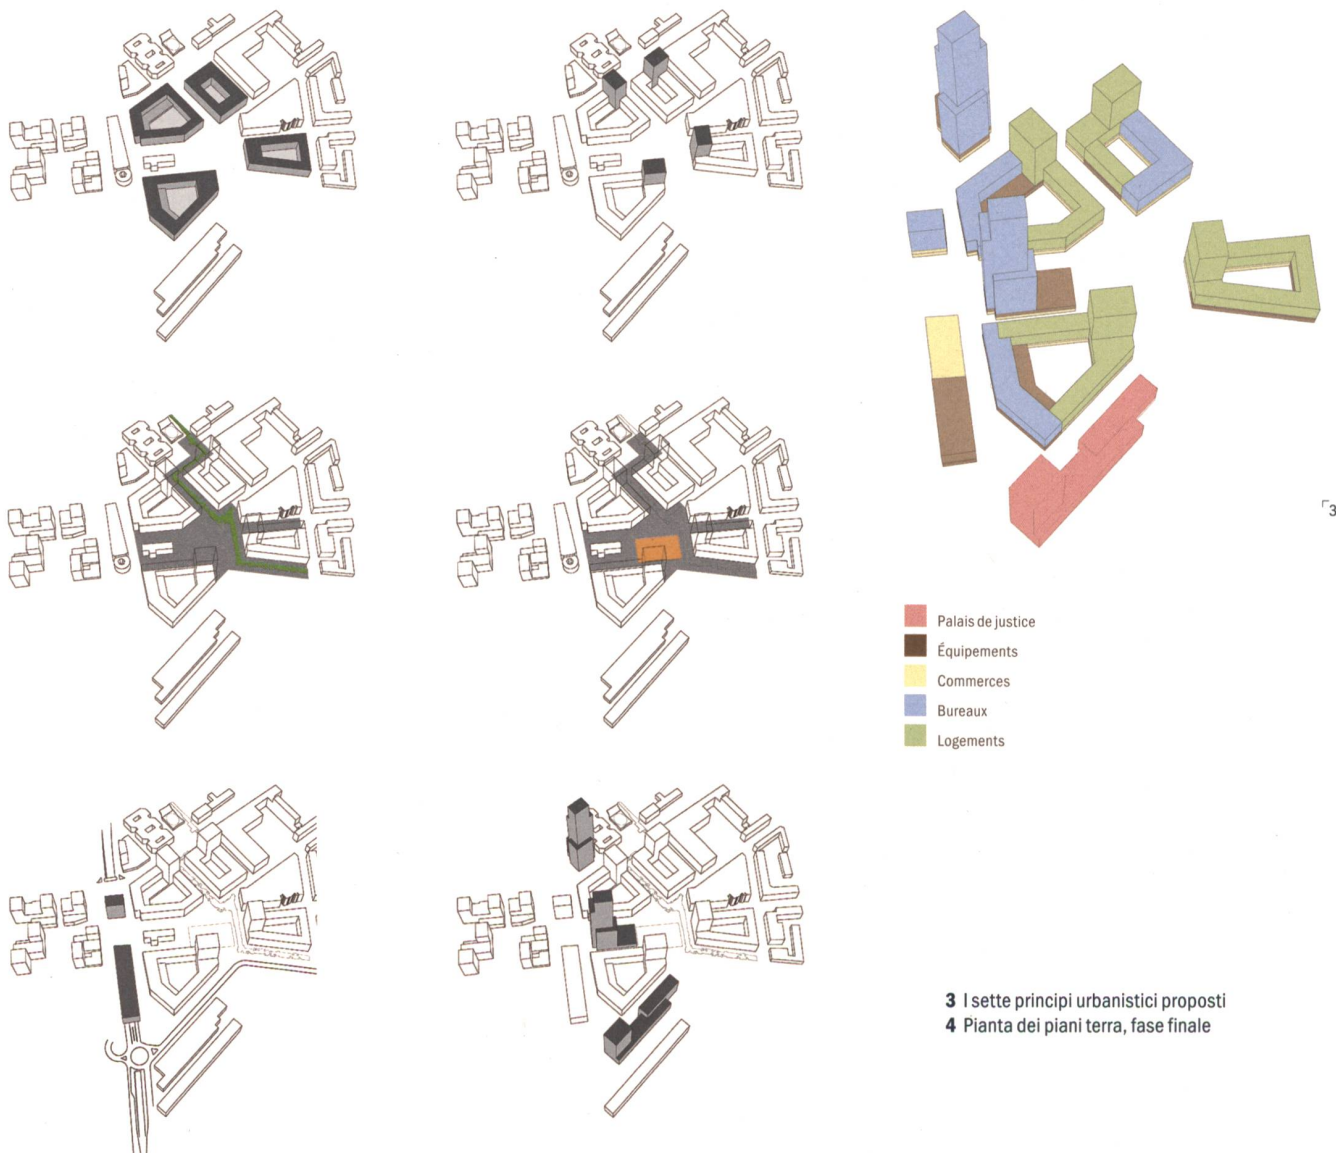 3
Palais de justice
Équipements
Commerces
Bureaux
Logements
3 I sette principi urbanistici proposti
4 Pianta dei piani terra, fase finale